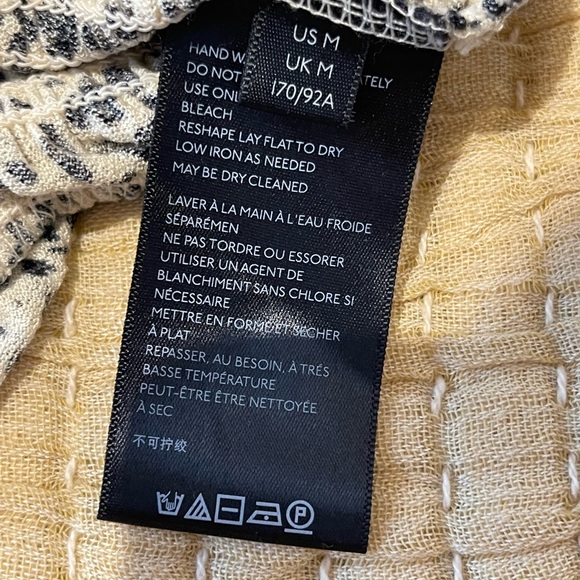 US M
UK M
170/92A
HAND
DO NOT
USE
BLEACH
RESHAPE LAY FLAT TO DRY
LOW IRON AS NEEDED
MAY BE DRY CLEANED
LAVER À LA MAIN À L'EAU FROIDE
SÉPARÉMEN
NE PAS TORDRE OU ESSORER
UTILISER UN AGENT DE
BLANCHIMENT SANS CHLORE SI
NÉCESSAIRE
METTRE EN FORME ET SÉCHER
À PLAT
REPASSER, AU BESOIN, À TRÉS
BASSE TEMPÉRATURE
PEUT-ÊTRE ÊTRE NETTOYÉE
À SEC
不可拧绞
P